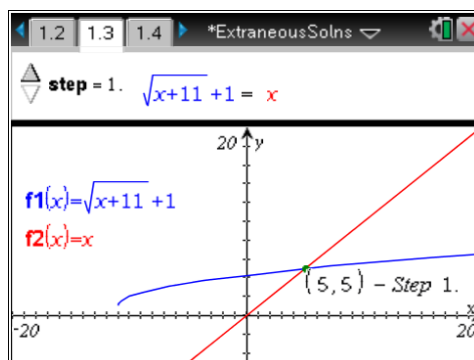 1.2 1.3 1.4 *ExtraneousSolns
step = 1. √x+11 +1 = x
20 y
f1(x)=√x+11 +1
f2(x)=x
(5,5) - Step 1.
x
-20 20